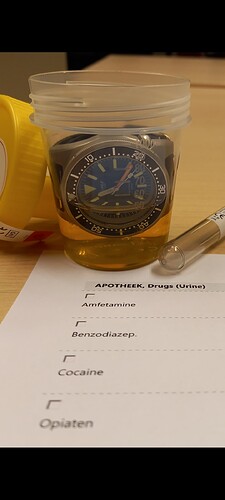 APOTHEEK, Drugs (Urine)
Amfetamine
Benzodiazep.
Cocaine
Opiaten